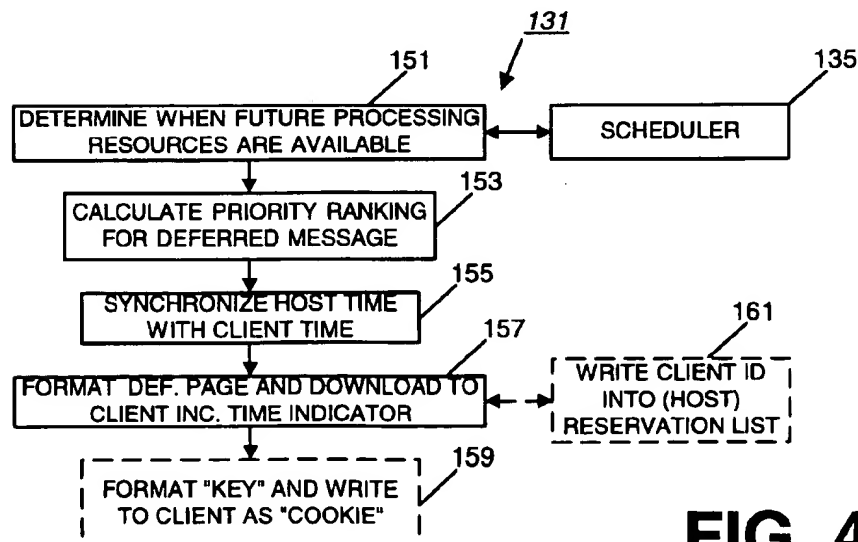 131
151
135
DETERMINE WHEN FUTURE PROCESSING
RESOURCES ARE AVAILABLE
SCHEDULER
153
CALCULATE PRIORITY RANKING
FOR DEFERRED MESSAGE
155
SYNCHRONIZE HOST TIME
WITH CLIENT TIME
157
161
FORMAT DEF. PAGE AND DOWNLOAD TO
CLIENT INC. TIME INDICATOR
WRITE CLIENT ID
INTO (HOST)
RESERVATION LIST
159
FORMAT "KEY" AND WRITE
TO CLIENT AS "COOKIE"
FIG. 4